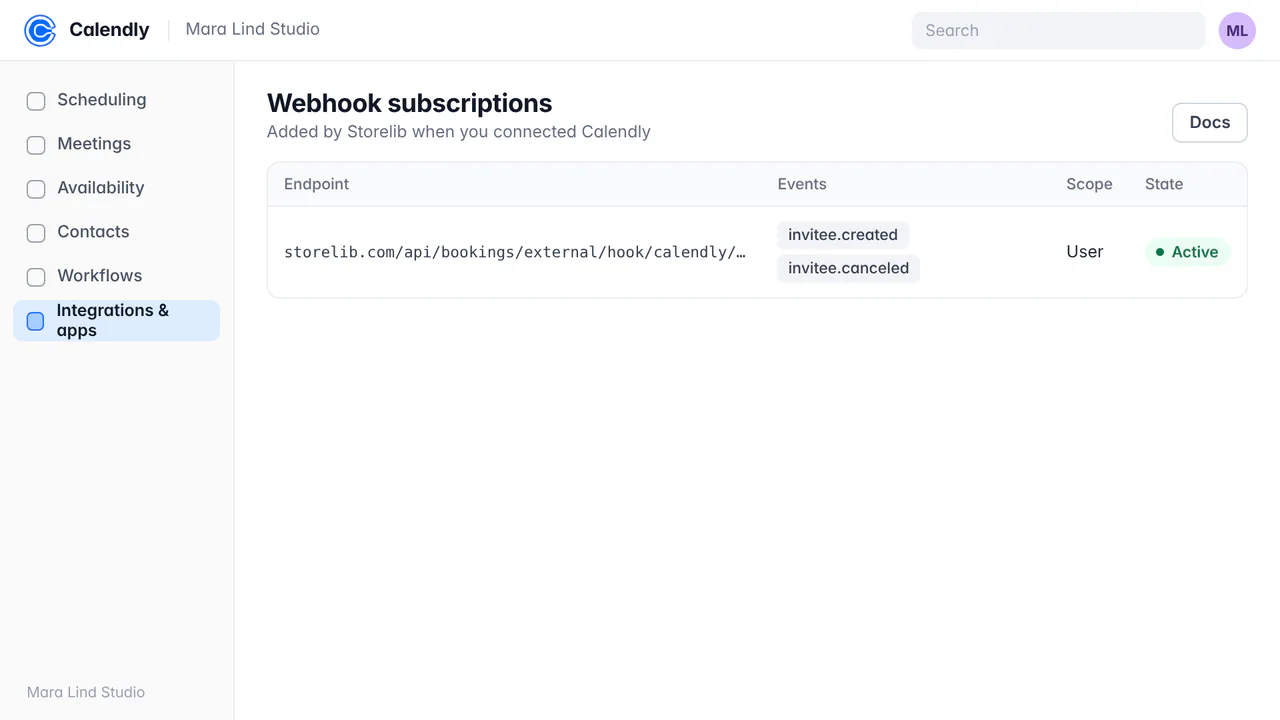 Calendly
Mara Lind Studio
Search
ML
Scheduling
Meetings
Availability
Contacts
Workflows
Integrations &
apps
Mara Lind Studio
Webhook subscriptions
Added by Storelib when you connected Calendly
Docs
Endpoint Events Scope State
storelib.com/api/bookings/external/hook/calendly/…
invitee.created
invitee.canceled
User
Active